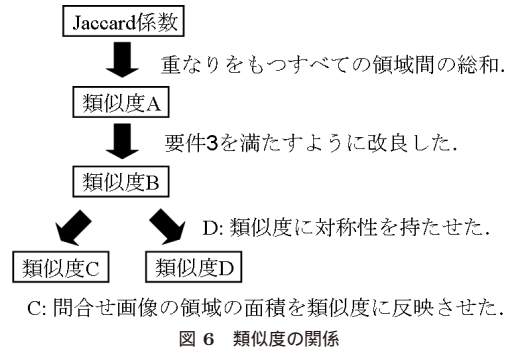 Jaccard係数
重なりをもつすべての領域間の総和.
類似度A
要件3を満たすように改良した.
類似度B
D: 類似度に対称性を持たせた.
類似度C 類似度D
C: 問合せ画像の領域の面積を類似度に反映させた.
図 6 類似度の関係